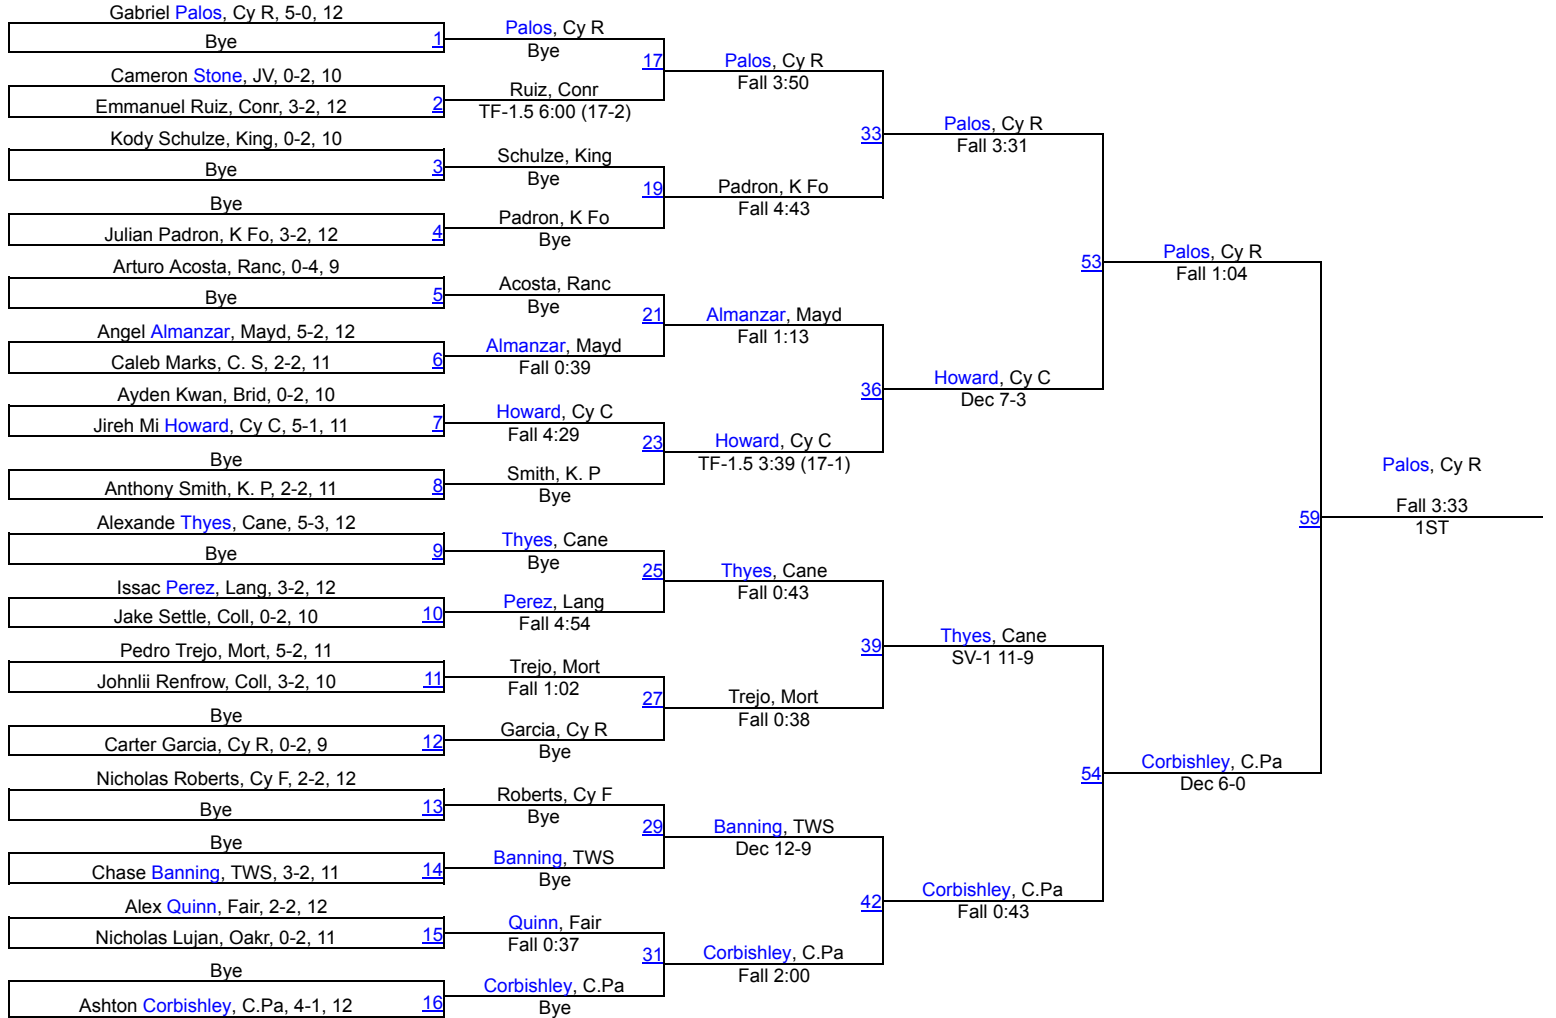 Gabriel Palos, Cy R, 5-0, 12
Bye
1
Cameron Stone, JV, 0-2, 10
Emmanuel Ruiz, Conr, 3-2, 12
2
Kody Schulze, King, 0-2, 10
Bye
3
Bye
Julian Padron, K Fo, 3-2, 12
4
Arturo Acosta, Ranc, 0-4, 9
Bye
5
Angel Almanzar, Mayd, 5-2, 12
Caleb Marks, C. S, 2-2, 11
6
Ayden Kwan, Brid, 0-2, 10
Jireh Mi Howard, Cy C, 5-1, 11
7
Bye
Anthony Smith, K. P, 2-2, 11
8
Alexande Thyes, Cane, 5-3, 12
Bye
9
Issac Perez, Lang, 3-2, 12
Jake Settle, Coll, 0-2, 10
10
Pedro Trejo, Mort, 5-2, 11
Johnlii Renfrow, Coll, 3-2, 10
11
Bye
Carter Garcia, Cy R, 0-2, 9
12
Nicholas Roberts, Cy F, 2-2, 12
Bye
13
Bye
Chase Banning, TWS, 3-2, 11
14
Alex Quinn, Fair, 2-2, 12
Nicholas Lujan, Oakr, 0-2, 11
15
Bye
Ashton Corbishley, C.Pa, 4-1, 12
16
Palos, Cy R
Bye
17
Ruiz, Conr
TF-1.5 6:00 (17-2)
Schulze, King
Bye
19
Padron, K Fo
Bye
Acosta, Ranc
Bye
21
Almanzar, Mayd
Fall 0:39
Howard, Cy C
Fall 4:29
23
Smith, K. P
Bye
Thyes, Cane
Bye
25
Perez, Lang
Fall 4:54
Trejo, Mort
Fall 1:02
27
Garcia, Cy R
Bye
Roberts, Cy F
Bye
29
Banning, TWS
Bye
Quinn, Fair
Fall 0:37
31
Corbishley, C.Pa
Bye
Palos, Cy R
Fall 3:50
33
Padron, K Fo
Fall 4:43
Almanzar, Mayd
Fall 1:13
36
Howard, Cy C
TF-1.5 3:39 (17-1)
Thyes, Cane
Fall 0:43
39
Trejo, Mort
Fall 0:38
Banning, TWS
Dec 12-9
42
Corbishley, C.Pa
Fall 2:00
Palos, Cy R
Fall 3:31
53
Howard, Cy C
Dec 7-3
Thyes, Cane
SV-1 11-9
54
Corbishley, C.Pa
Fall 0:43
Palos, Cy R
Fall 1:04
59
Corbishley, C.Pa
Dec 6-0
Palos, Cy R
Fall 3:33
1ST